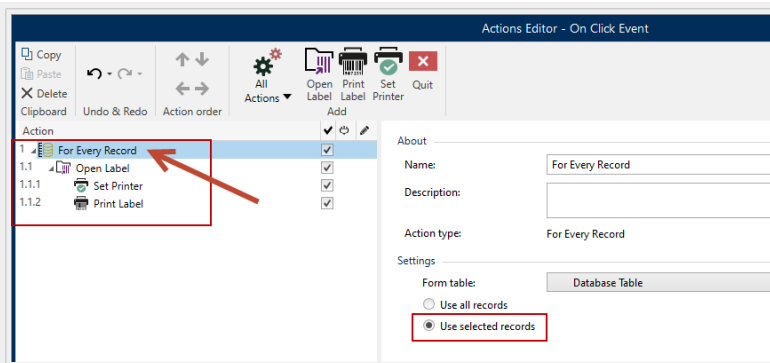 Actions Editor - On Click Event
Copy
Paste
Delete
Clipboard
Undo & Redo
Action order
All
Actions
Open
Label
Print
Label
Set
Printer
Quit
Add
Action
1 For Every Record
1.1 Open Label
1.1.1 Set Printer
1.1.2 Print Label
About
Name: For Every Record
Description:
Action type: For Every Record
Settings
Form table: Database Table
Use all records
Use selected records